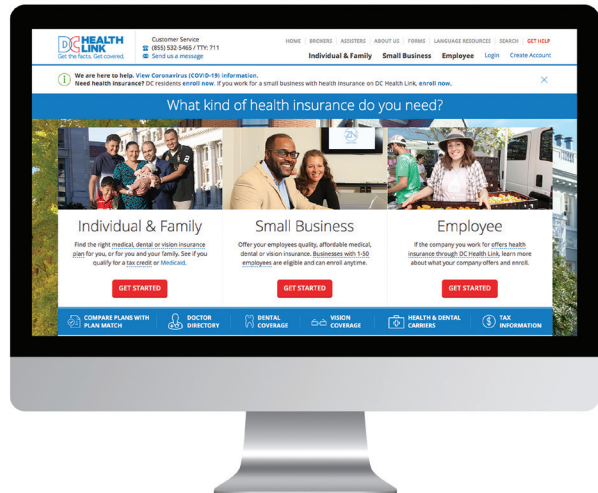 DC HEALTH LINK
Get the facts. Get covered.
Customer Service
(855) 532-5465 / TTY: 711
Send us a message
HOME
BROKERS
ASSISTERS
ABOUT US
FORMS
LANGUAGE RESOURCES
SEARCH
GET HELP
Individual & Family
Small Business
Employee
Login
Create Account
We are here to help. View Coronavirus (COVID-19) information.
Need health insurance? DC residents enroll now. If you work for a small business with health insurance on DC Health Link, enroll now.
What kind of health insurance do you need?
Individual & Family
Find the right medical, dental or vision insurance
plan for you, or for you and your family. See if you
qualify for a tax credit or Medicaid.
GET STARTED
Small Business
Offer your employees quality, affordable medical,
dental or vision insurance. Businesses with 1-50
employees are eligible and can enroll anytime.
GET STARTED
Employee
If the company you work for offers health
insurance through DC Health Link, learn more
about what your company offers and enroll.
GET STARTED
COMPARE PLANS WITH
PLAN MATCH
DOCTOR
DIRECTORY
DENTAL
COVERAGE
VISION
COVERAGE
HEALTH & DENTAL
CARRIERS
TAX
INFORMATION